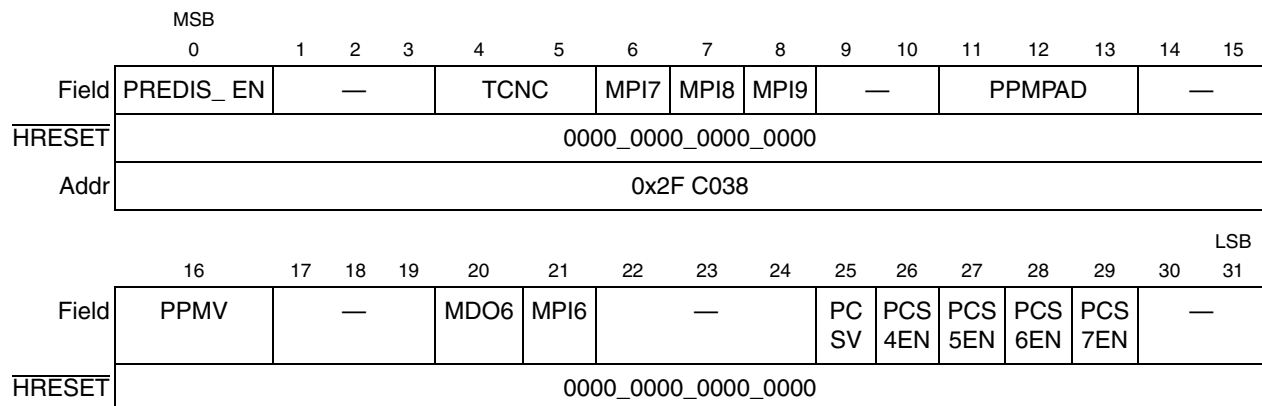 MSB
0 1 2 3 4 5 6 7 8 9 10 11 12 13 14 15
Field PREDIS_ EN — TCNC MPI7 MPI8 MPI9 — PPMPAD —
HRESET 0000_0000_0000_0000
Addr 0x2F C038
LSB
16 17 18 19 20 21 22 23 24 25 26 27 28 29 30 31
Field PPMV — MDO6 MPI6 — PC PCS PCS PCS PCS —
SV 4EN 5EN 6EN 7EN
HRESET 0000_0000_0000_0000